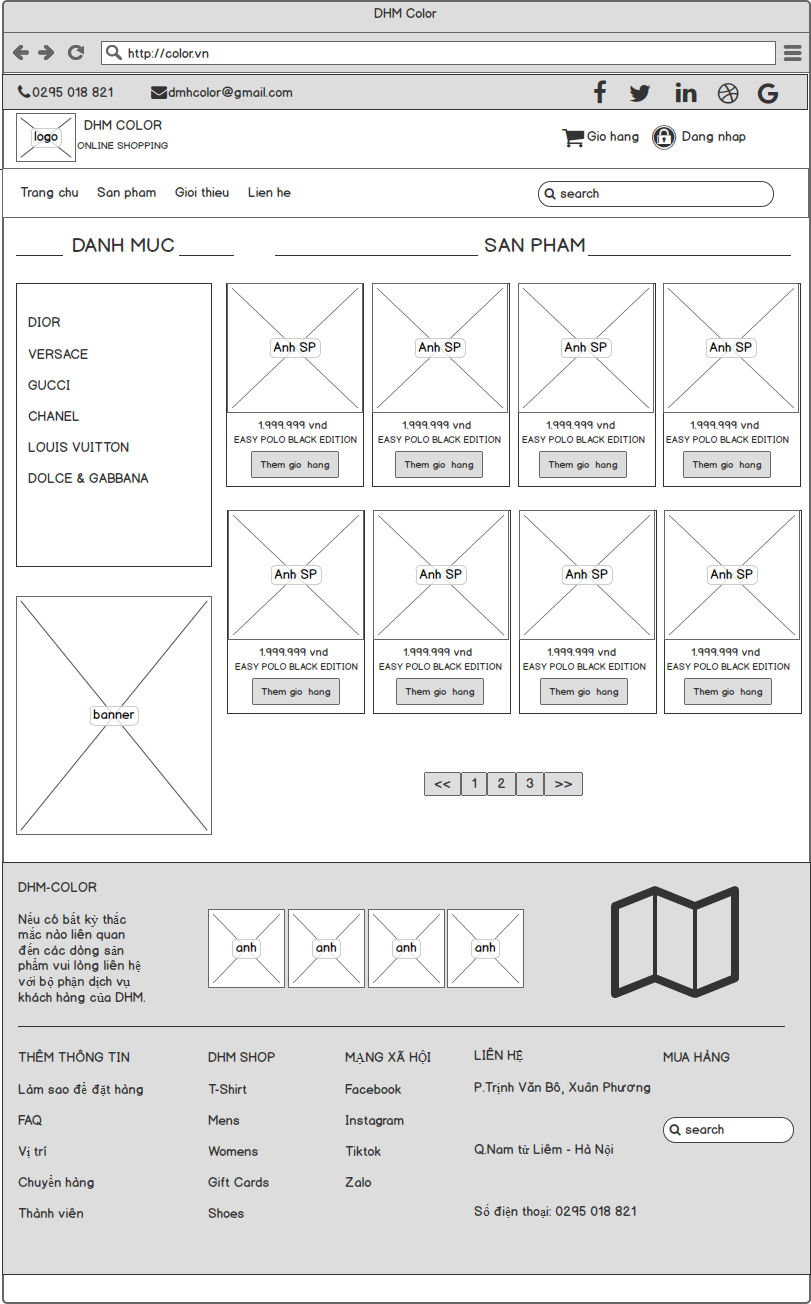 DHM Color
http://color.vn
0295 018 821
dmhcolor@gmail.com
logo
DHM COLOR
ONLINE SHOPPING
Gio hang
Dang nhap
Trang chu
San pham
Gioi thieu
Lien he
search
DANH MUC
SAN PHAM
DIOR
VERSACE
GUCCI
CHANEL
LOUIS VUITTON
DOLCE & GABBANA
banner
Anh SP
Anh SP
Anh SP
Anh SP
1.999.999 vnd
1.999.999 vnd
1.999.999 vnd
1.999.999 vnd
EASY POLO BLACK EDITION
EASY POLO BLACK EDITION
EASY POLO BLACK EDITION
EASY POLO BLACK EDITION
Them gio hang
Them gio hang
Them gio hang
Them gio hang
Anh SP
Anh SP
Anh SP
Anh SP
1.999.999 vnd
1.999.999 vnd
1.999.999 vnd
1.999.999 vnd
EASY POLO BLACK EDITION
EASY POLO BLACK EDITION
EASY POLO BLACK EDITION
EASY POLO BLACK EDITION
Them gio hang
Them gio hang
Them gio hang
Them gio hang
<< 1 2 3 >>
DHM-COLOR
Nếu có bất kỳ thắc
mắc nào liên quan
đến các dòng sản
phẩm vui lòng liên hệ
với bộ phận dịch vụ
khách hàng của DHM.
anh
anh
anh
anh
THÊM THÔNG TIN
Làm sao để đặt hàng
FAQ
Vị trí
Chuyển hàng
Thành viên
DHM SHOP
T-Shirt
Mens
Womens
Gift Cards
Shoes
MẠNG XÃ HỘI
Facebook
Instagram
Tiktok
Zalo
LIÊN HỆ
P.Trịnh Văn Bô, Xuân Phương
Q.Nam từ Liêm - Hà Nội
Số điện thoại: 0295 018 821
MUA HÀNG
search